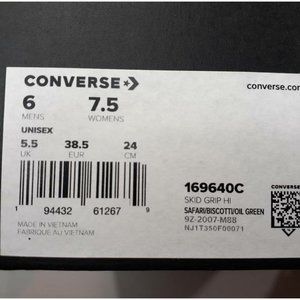 CONVERSE
converse.com
6 7.5
MENS WOMENS
UNISEX
5.5 38.5 24
UK EUR CM
1 94432 61267 9
MADE IN VIETNAM
FABRIQUE AU VIETNAM
169640C
SKID GRIP HI
SAFARI/BISCOTTI/OIL GREEN
9Z-2007-M88
NJ1T350F00071
CONVERSE